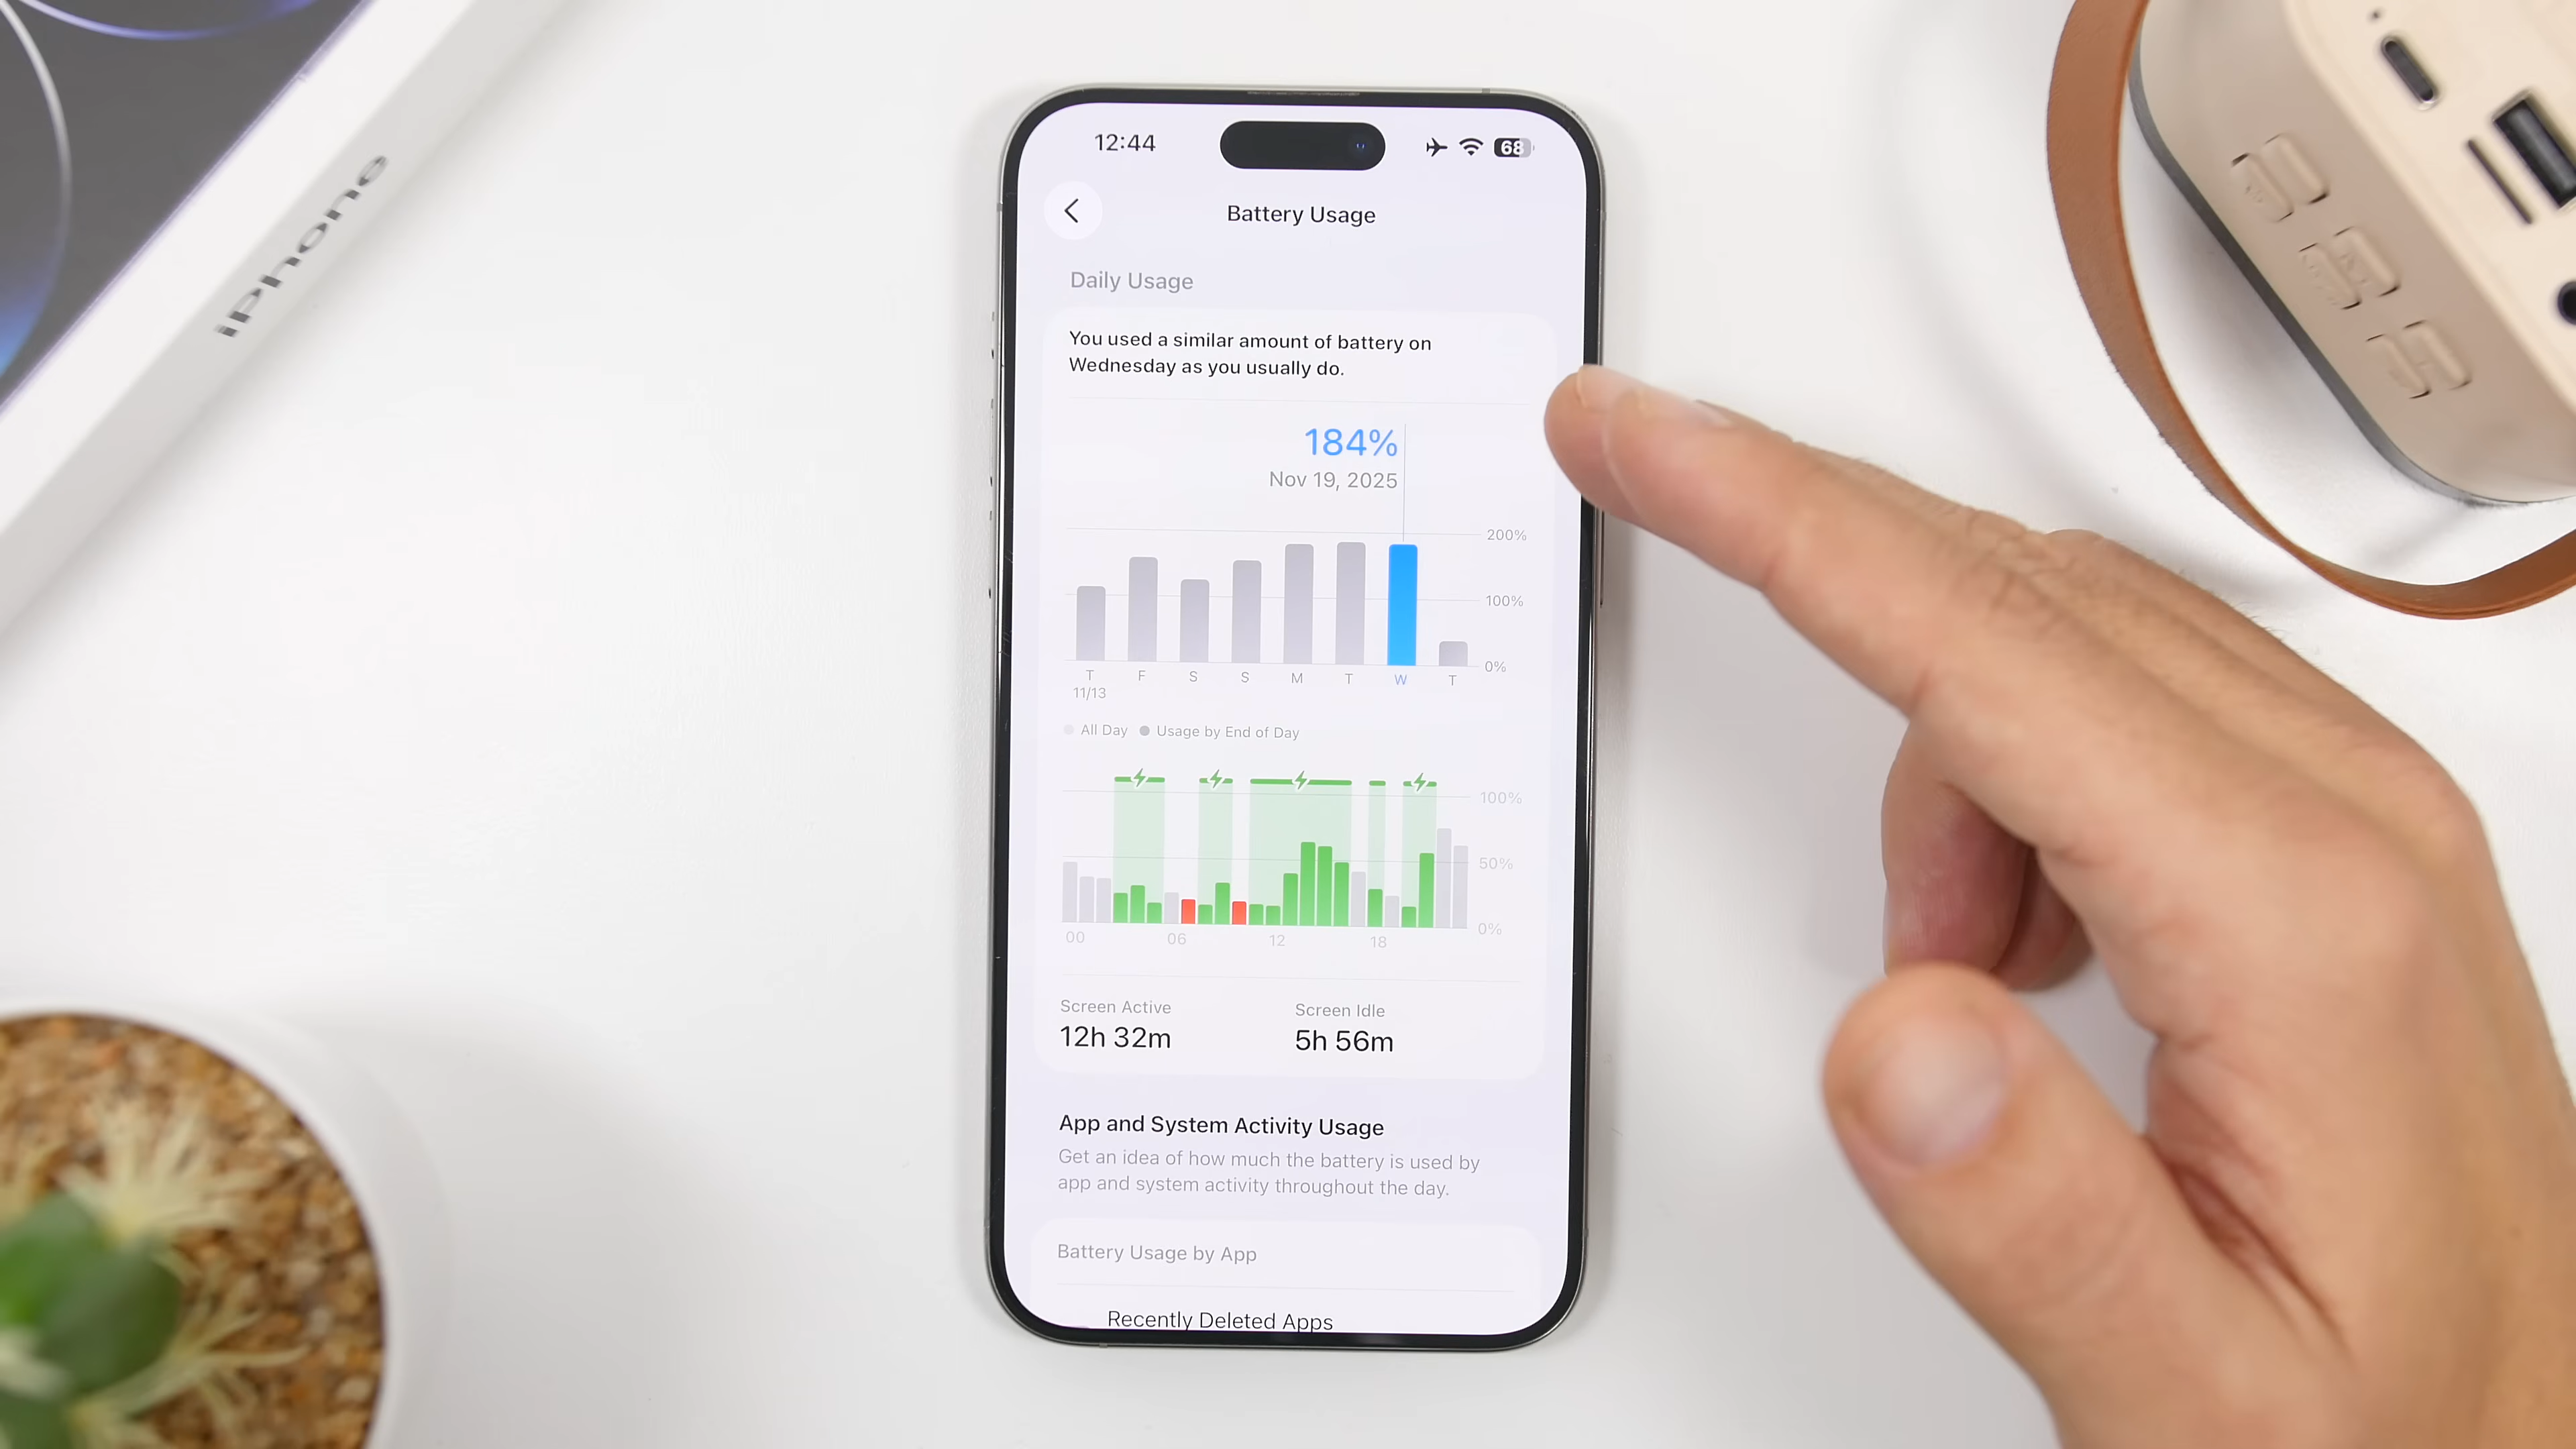 iPhone
12:44
68
Battery Usage
Daily Usage
You used a similar amount of battery on
Wednesday as you usually do.
184%
Nov 19, 2025
200%
100%
0%
T F S S M T W T
11/13
All Day Usage by End of Day
100%
50%
0%
00 06 12 18
Screen Active Screen Idle
12h 32m 5h 56m
App and System Activity Usage
Get an idea of how much the battery is used by
app and system activity throughout the day.
Battery Usage by App
Recently Deleted Apps